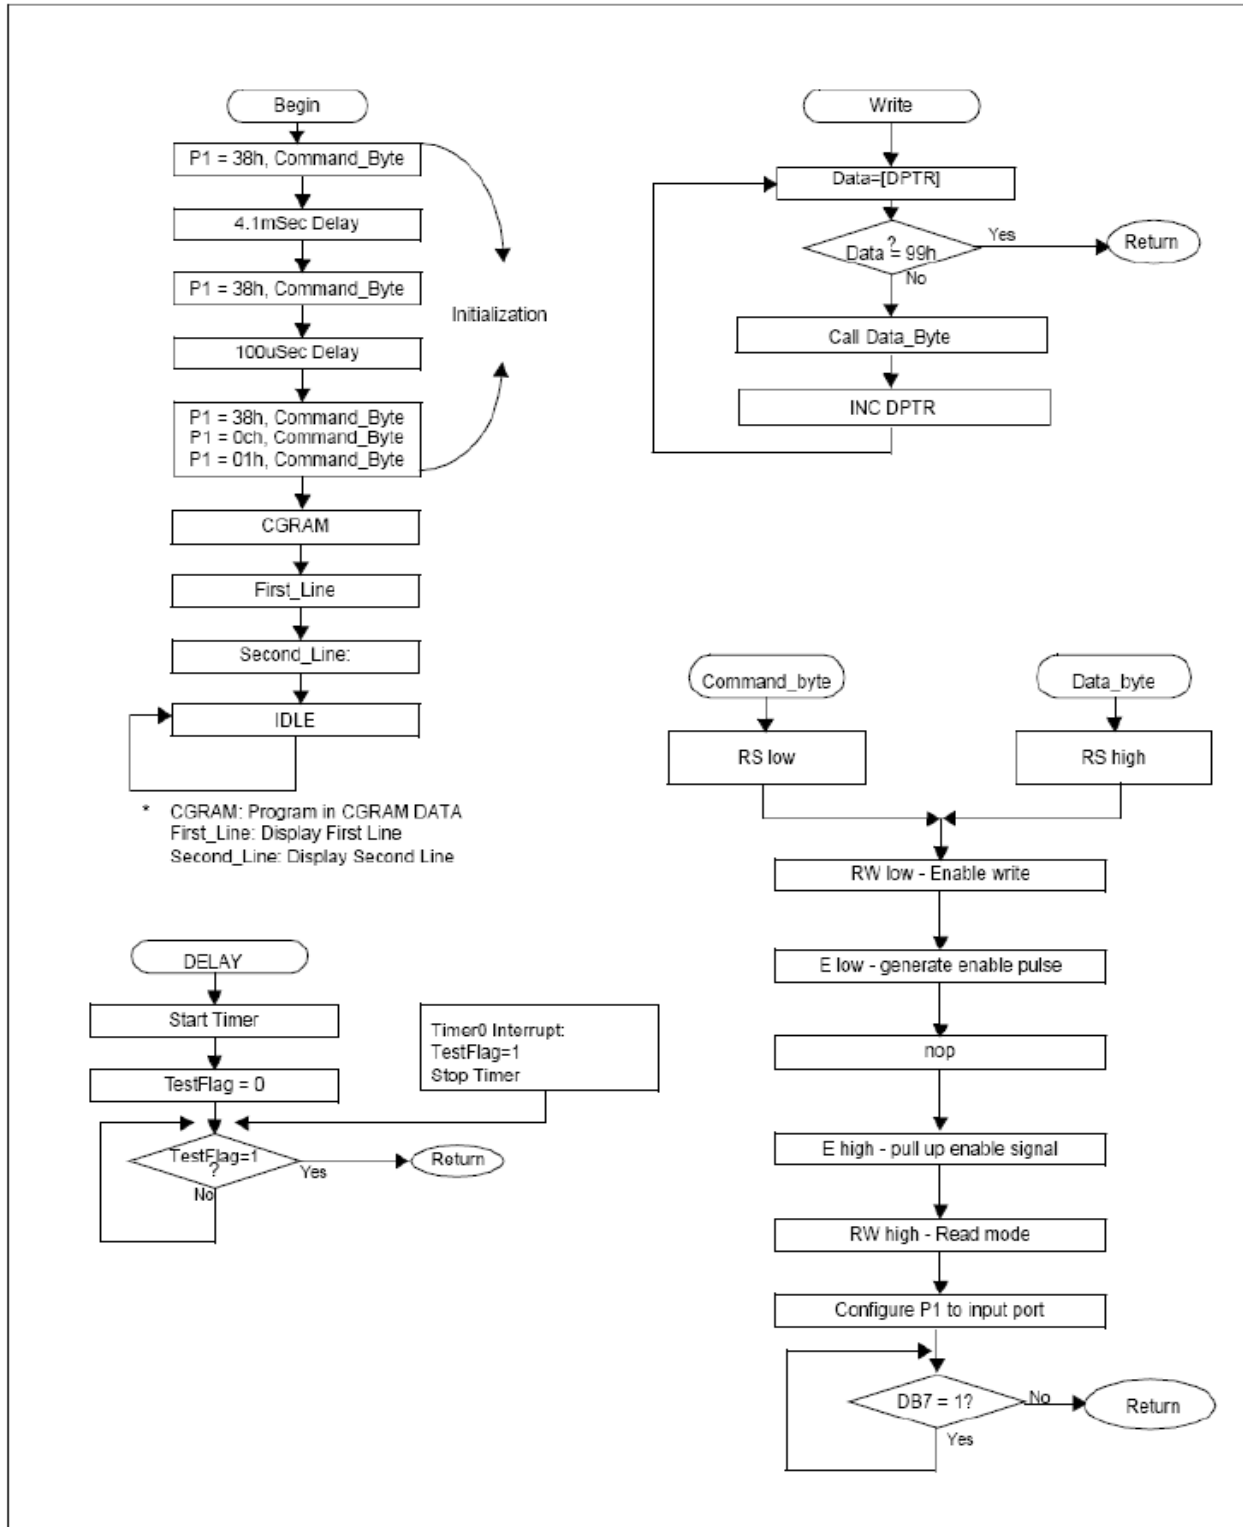 Begin
P1 = 38h, Command_Byte
4.1mSec Delay
P1 = 38h, Command_Byte
Initialization
100uSec Delay
P1 = 38h, Command_Byte
P1 = 0ch, Command_Byte
P1 = 01h, Command_Byte
CGRAM
First_Line
Second_Line:
IDLE
* CGRAM: Program in CGRAM DATA
First_Line: Display First Line
Second_Line: Display Second Line
Write
Data=[DPTR]
?
Data = 99h
Yes
Return
No
Call Data_Byte
INC DPTR
DELAY
Start Timer
TestFlag = 0
Timer0 Interrupt:
TestFlag=1
Stop Timer
TestFlag=1
?
Yes
Return
No
Command_byte
Data_byte
RS low
RS high
RW low - Enable write
E low - generate enable pulse
nop
E high - pull up enable signal
RW high - Read mode
Configure P1 to input port
DB7 = 1?
No
Return
Yes